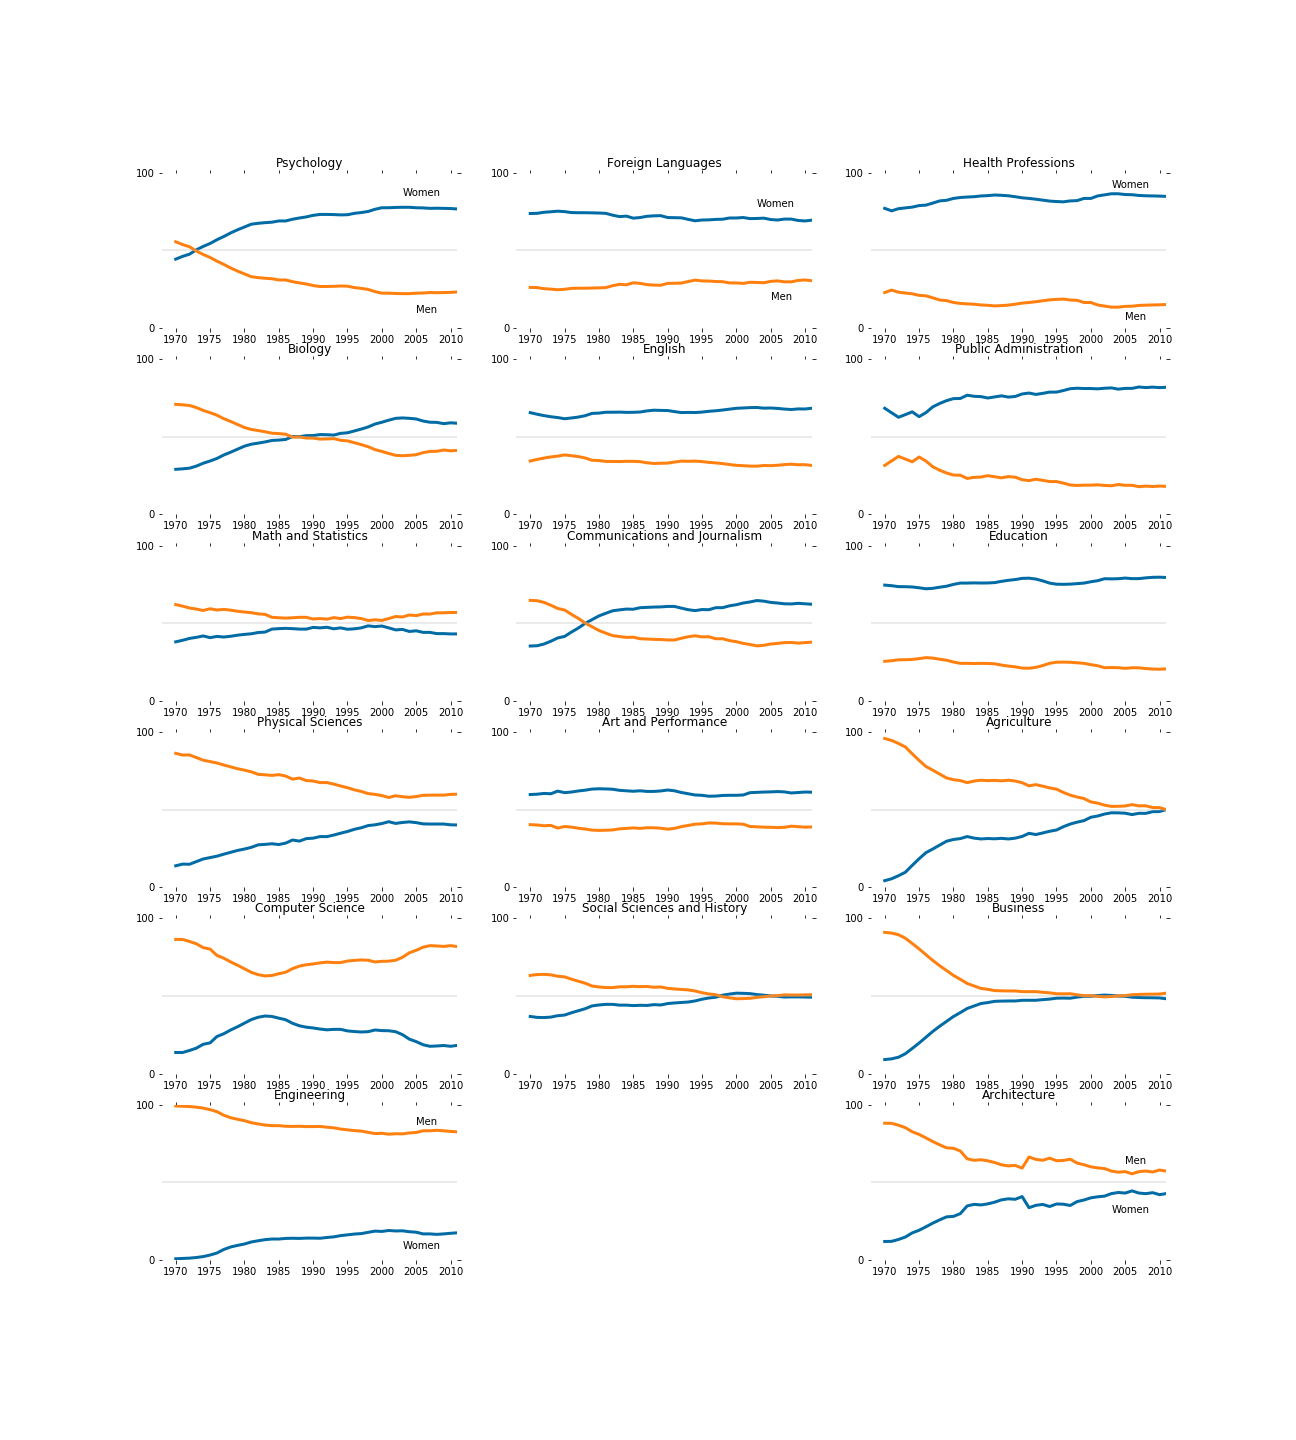 Psychology Foreign Languages Health Professions
100 100 100
Women Women Women
Men Men Men
0 0 0
1970 1975 1980 1985 1990 1995 2000 2005 2010 1970 1975 1980 1985 1990 1995 2000 2005 2010 1970 1975 1980 1985 1990 1995 2000 2005 2010
Biology English Public Administration
100 100 100
0 0 0
1970 1975 1980 1985 1990 1995 2000 2005 2010 1970 1975 1980 1985 1990 1995 2000 2005 2010 1970 1975 1980 1985 1990 1995 2000 2005 2010
Math and Statistics Communications and Journalism Education
100 100 100
0 0 0
1970 1975 1980 1985 1990 1995 2000 2005 2010 1970 1975 1980 1985 1990 1995 2000 2005 2010 1970 1975 1980 1985 1990 1995 2000 2005 2010
Physical Sciences Art and Performance Agriculture
100 100 100
0 0 0
1970 1975 1980 1985 1990 1995 2000 2005 2010 1970 1975 1980 1985 1990 1995 2000 2005 2010 1970 1975 1980 1985 1990 1995 2000 2005 2010
Computer Science Social Sciences and History Business
100 100 100
0 0 0
1970 1975 1980 1985 1990 1995 2000 2005 2010 1970 1975 1980 1985 1990 1995 2000 2005 2010 1970 1975 1980 1985 1990 1995 2000 2005 2010
Engineering Architecture
100 100
Men Men
Women Women
0 0
1970 1975 1980 1985 1990 1995 2000 2005 2010 1970 1975 1980 1985 1990 1995 2000 2005 2010